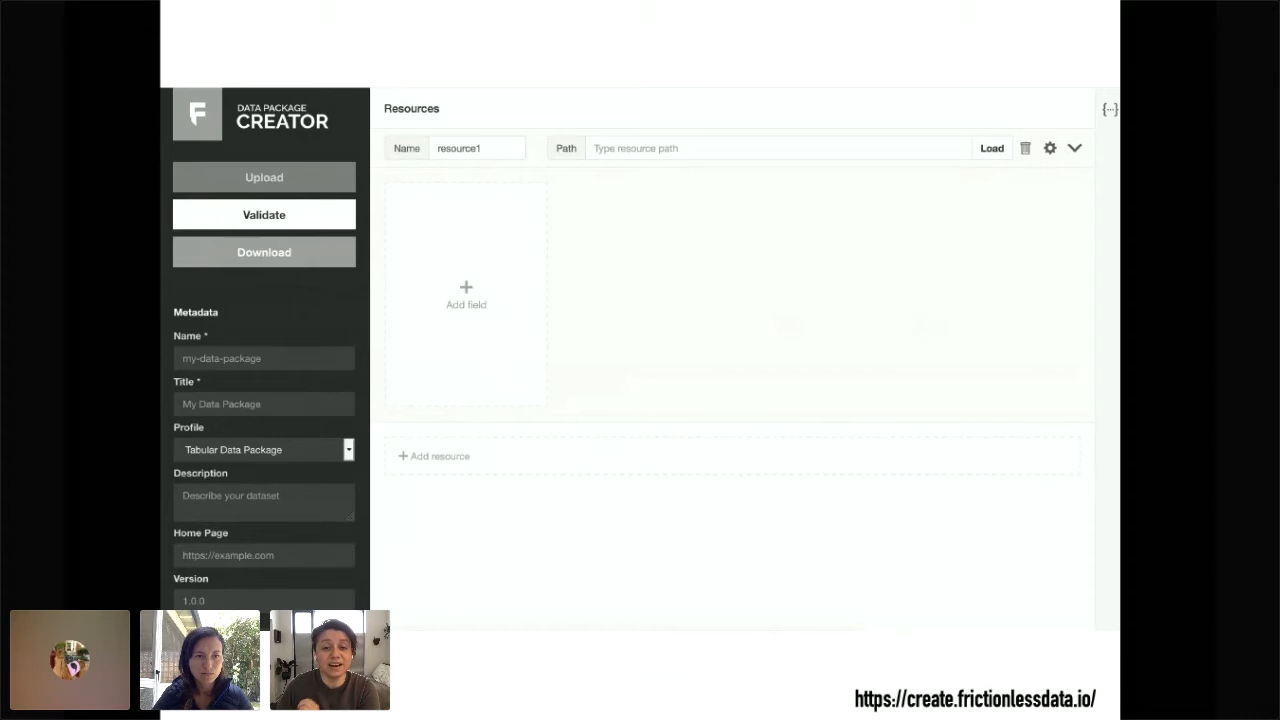 DATA PACKAGE
CREATOR
Upload
Validate
Download
Metadata
Name *
my-data-package
Title *
My Data Package
Profile
Tabular Data Package
Description
Describe your dataset
Home Page
https://example.com
Version
1.0.0
Resources
{...}
Name resource1 Path Type resource path Load
+
Add field
+ Add resource
https://create.frictionlessdata.io/